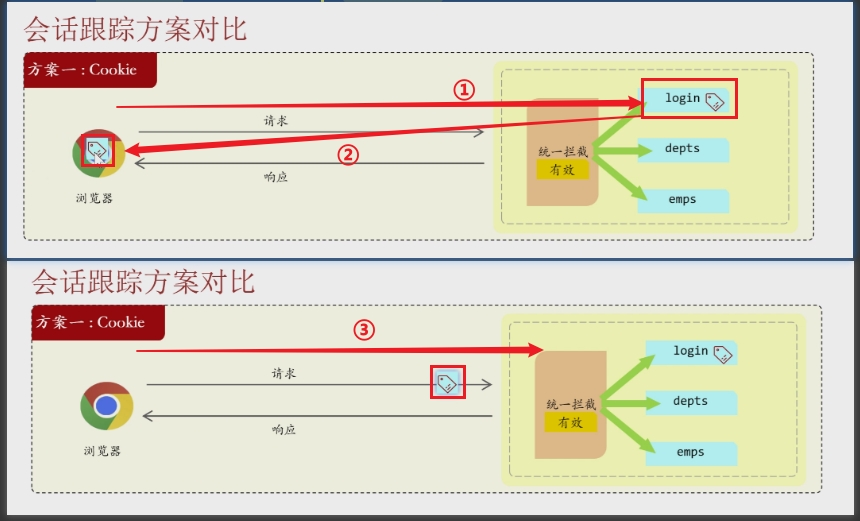 会话跟踪方案对比
方案一 : Cookie
①
login
请求
统一拦截
②
depts
有效
响应
浏览器
emps
会话跟踪方案对比
方案一 : Cookie
③
login
请求
统一拦截
depts
有效
响应
浏览器
emps